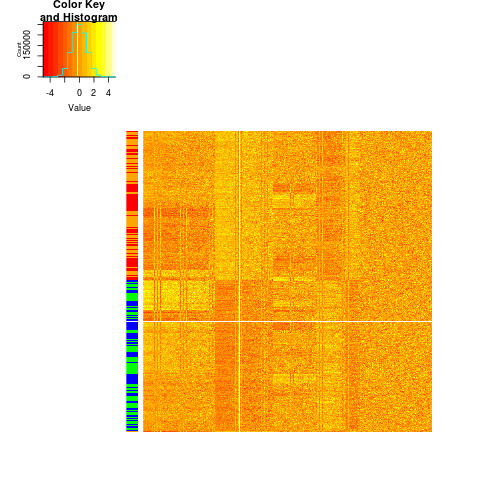 Color Key
and Histogram
Count
0 150000
-4 0 2 4
Value